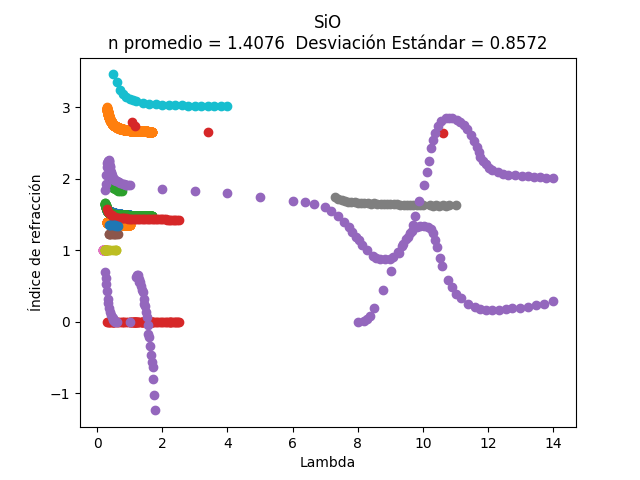 SiO
n promedio = 1.4076  Desviación Estándar = 0.8572
3
2
1
0
−1
Índice de refracción
0 2 4 6 8 10 12 14
Lambda